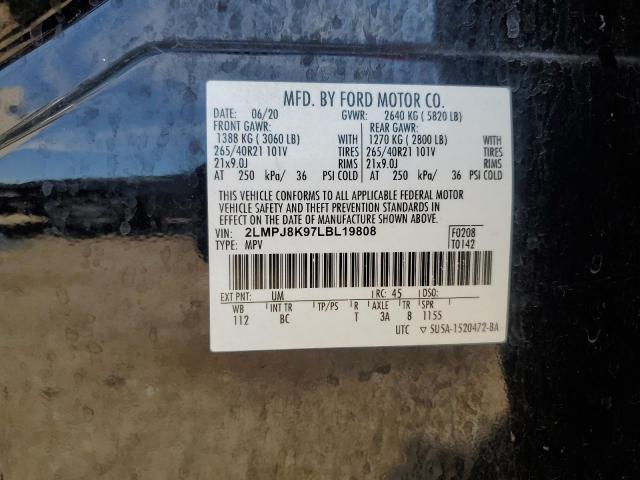 MFD. BY FORD MOTOR CO.
DATE: 06/20 GVWR: 2640 KG ( 5820 LB)
FRONT GAWR: REAR GAWR:
1388 KG ( 3060 LB) WITH 1270 KG ( 2800 LB) WITH
265/40R21 101V TIRES 265/40R21 101V TIRES
21x9.0J RIMS 21x9.0J RIMS
AT 250 kPa/ 36 PSI COLD AT 250 kPa/ 36 PSI COLD
THIS VEHICLE CONFORMS TO ALL APPLICABLE FEDERAL MOTOR
VEHICLE SAFETY AND THEFT PREVENTION STANDARDS IN
EFFECT ON THE DATE OF MANUFACTURE SHOWN ABOVE.
VIN: 2LMPJ8K97LBL19808 F0208
TYPE: MPV T0142
EXT PNT: UM RC: 45 DSO:
WB INT TR TP/PS R AXLE TR SPR
112 BC T 3A 8 1155
UTC ▽ 5U5A-1520472-BA